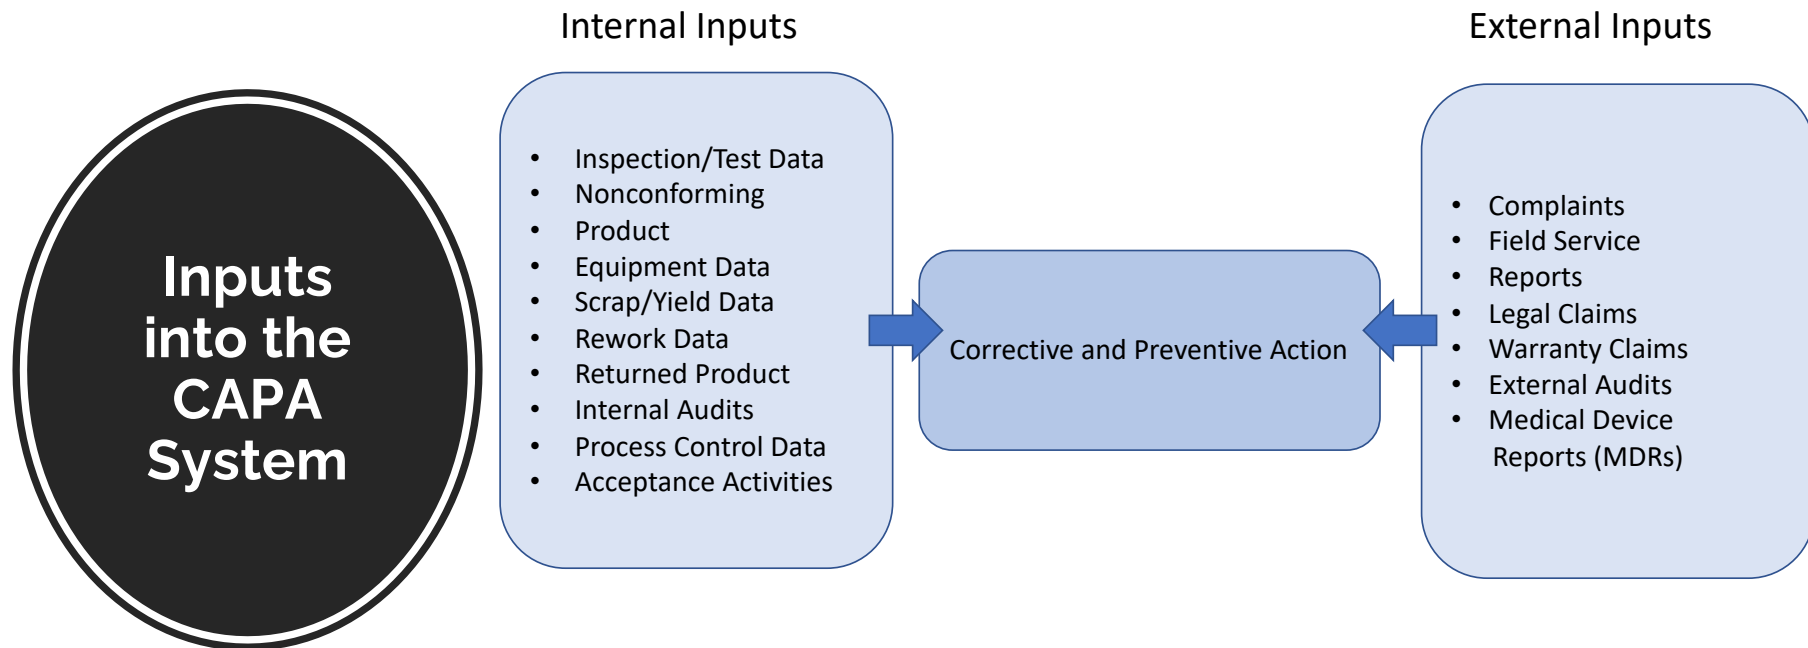 Inputs
into the
CAPA
System
Internal Inputs
• Inspection/Test Data
• Nonconforming
• Product
• Equipment Data
• Scrap/Yield Data
• Rework Data
• Returned Product
• Internal Audits
• Process Control Data
• Acceptance Activities
Corrective and Preventive Action
External Inputs
• Complaints
• Field Service
• Reports
• Legal Claims
• Warranty Claims
• External Audits
• Medical Device
Reports (MDRs)